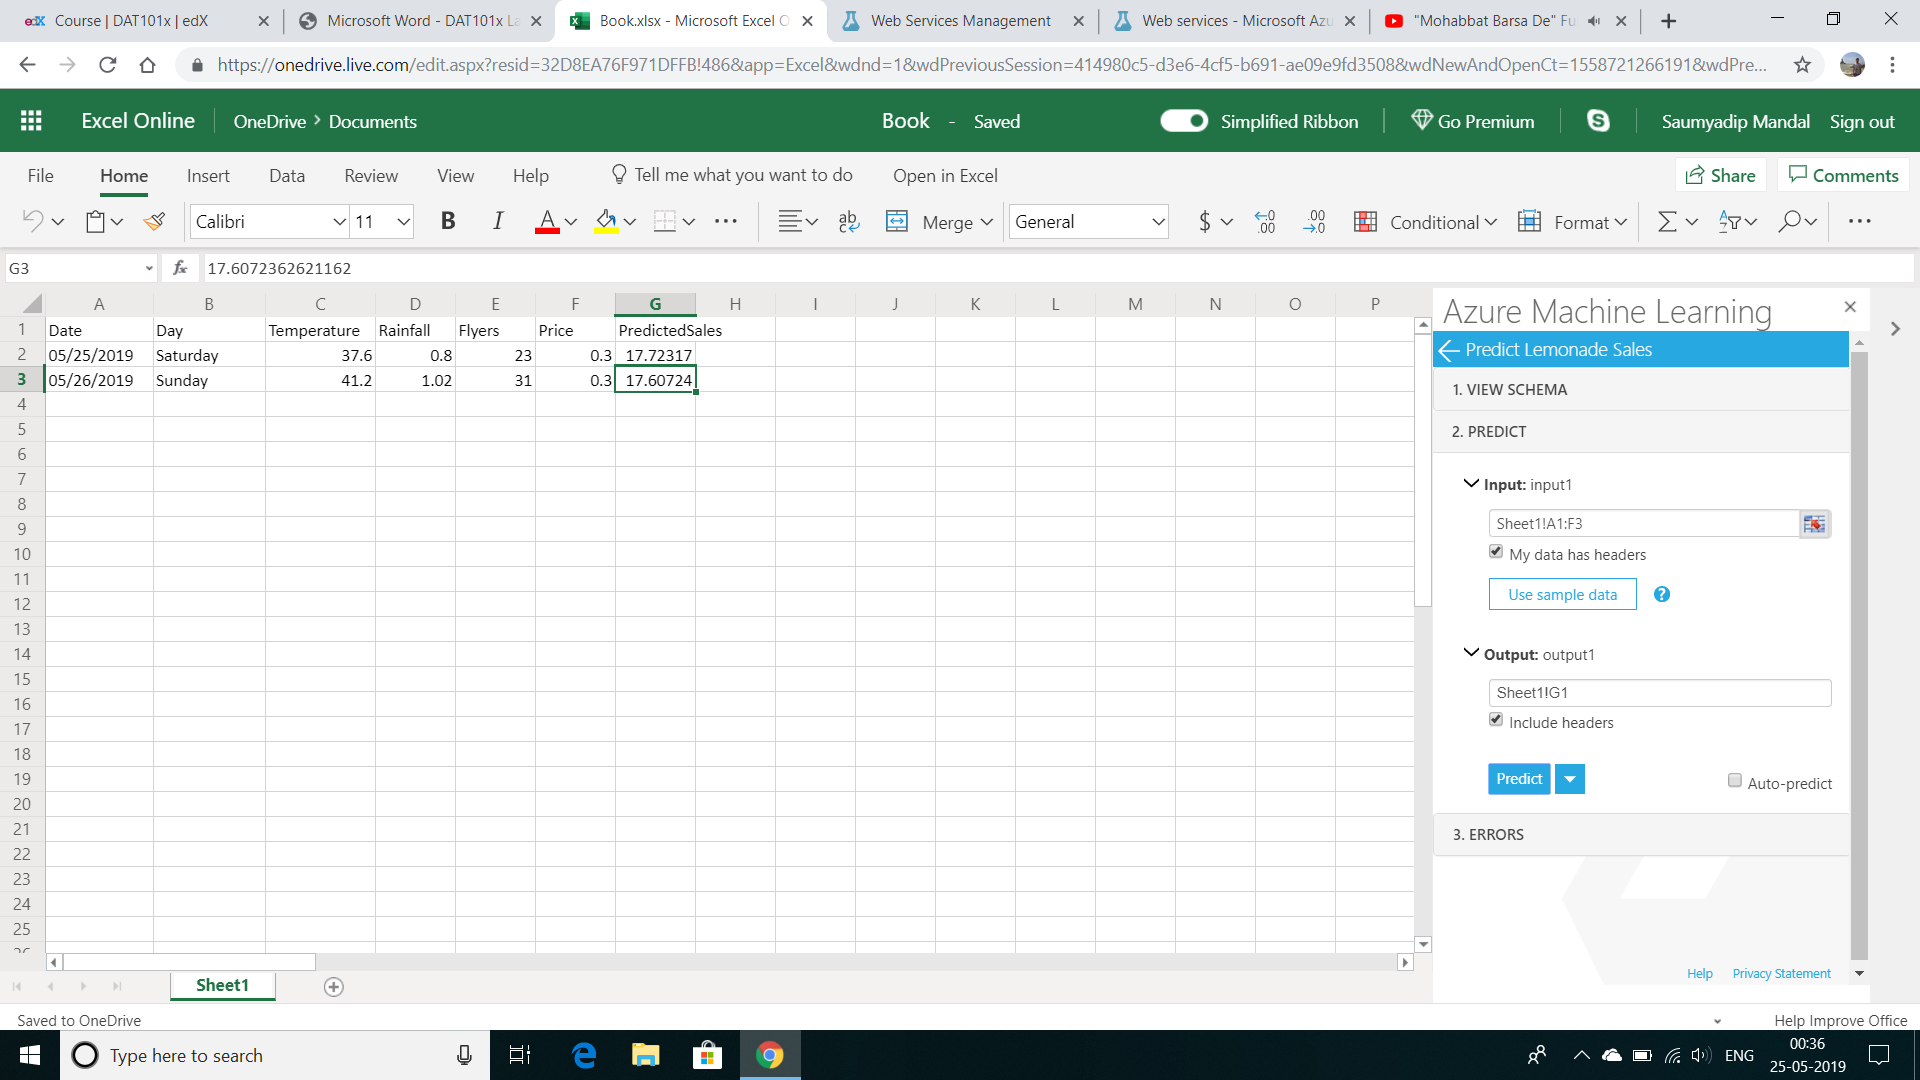 edX Course | DAT101x | edX
Microsoft Word - DAT101x La
Book.xlsx - Microsoft Excel O
Web Services Management
Web services - Microsoft Azu
"Mohabbat Barsa De" Fu
https://onedrive.live.com/edit.aspx?resid=32D8EA76F971DFFB!486&app=Excel&wdnd=1&wdPreviousSession=414980c5-d3e6-4cf5-b691-ae09e9fd3508&wdNewAndOpenCt=1558721266191&wdPre...
Excel Online OneDrive > Documents Book - Saved Simplified Ribbon Go Premium Saumyadip Mandal Sign out
File Home Insert Data Review View Help Tell me what you want to do Open in Excel Share Comments
Calibri 11 B I A ab c Merge General $ .00 .00 Conditional Format
G3 fx 17.6072362621162
A B C D E F G H I J K L M N O P
1 Date Day Temperature Rainfall Flyers Price PredictedSales
2 05/25/2019 Saturday 37.6 0.8 23 0.3 17.72317
3 05/26/2019 Sunday 41.2 1.02 31 0.3 17.60724
4
5
6
7
8
9
10
11
12
13
14
15
16
17
18
19
20
21
22
23
24
25
Azure Machine Learning
Predict Lemonade Sales
1. VIEW SCHEMA
2. PREDICT
Input: input1
Sheet1!A1:F3
My data has headers
Use sample data ?
Output: output1
Sheet1!G1
Include headers
Predict Auto-predict
3. ERRORS
Help Privacy Statement
Sheet1
Saved to OneDrive Help Improve Office
Type here to search
ENG
00:36
25-05-2019